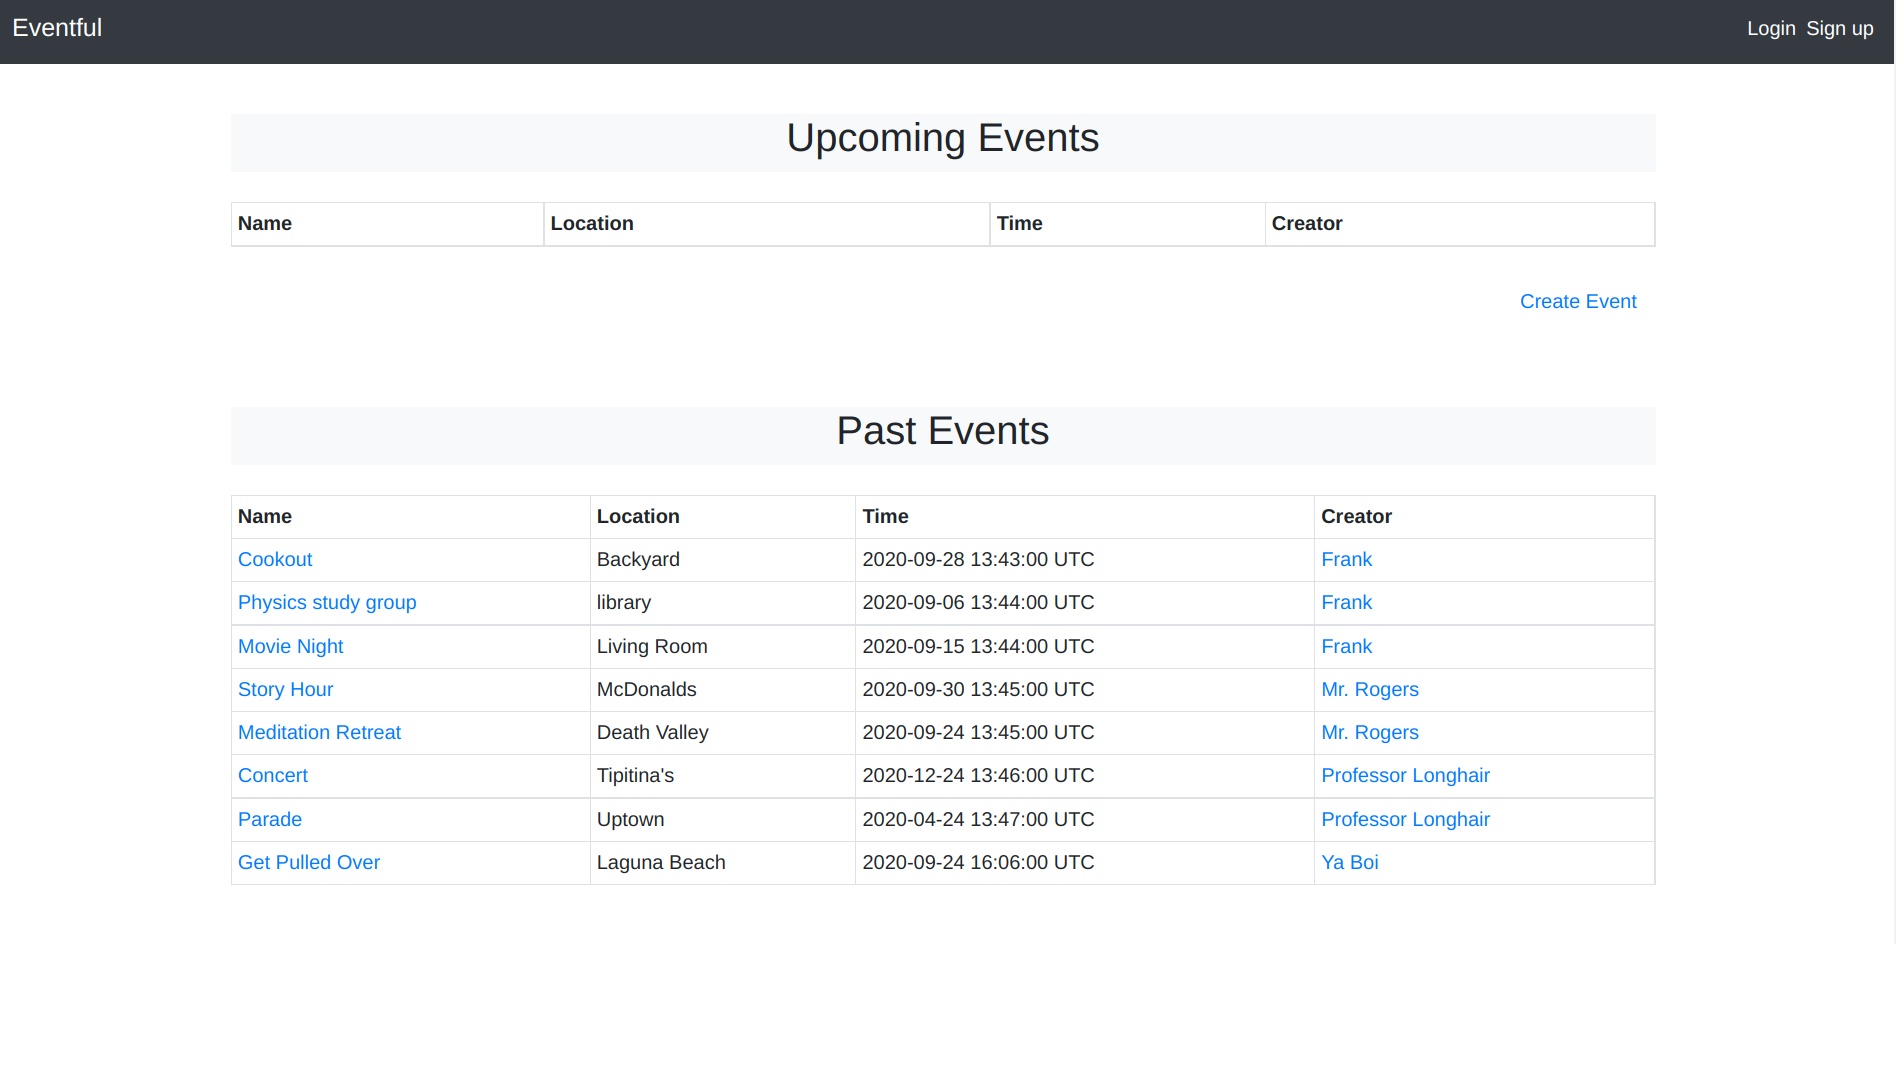 Eventful Login Sign up
Upcoming Events
Name Location Time Creator
Create Event
Past Events
Name Location Time Creator
Cookout Backyard 2020-09-28 13:43:00 UTC Frank
Physics study group library 2020-09-06 13:44:00 UTC Frank
Movie Night Living Room 2020-09-15 13:44:00 UTC Frank
Story Hour McDonalds 2020-09-30 13:45:00 UTC Mr. Rogers
Meditation Retreat Death Valley 2020-09-24 13:45:00 UTC Mr. Rogers
Concert Tipitina's 2020-12-24 13:46:00 UTC Professor Longhair
Parade Uptown 2020-04-24 13:47:00 UTC Professor Longhair
Get Pulled Over Laguna Beach 2020-09-24 16:06:00 UTC Ya Boi